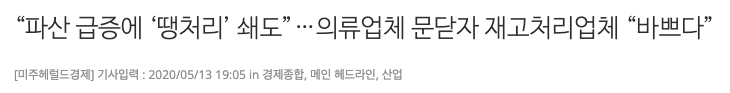 “파산 급증에 ‘땡처리’ 쇄도”…의류업체 문닫자 재고처리업체 “바쁘다”
[미주헤럴드경제] 기사입력 : 2020/05/13 19:05 in 경제종합, 메인 헤드라인, 산업